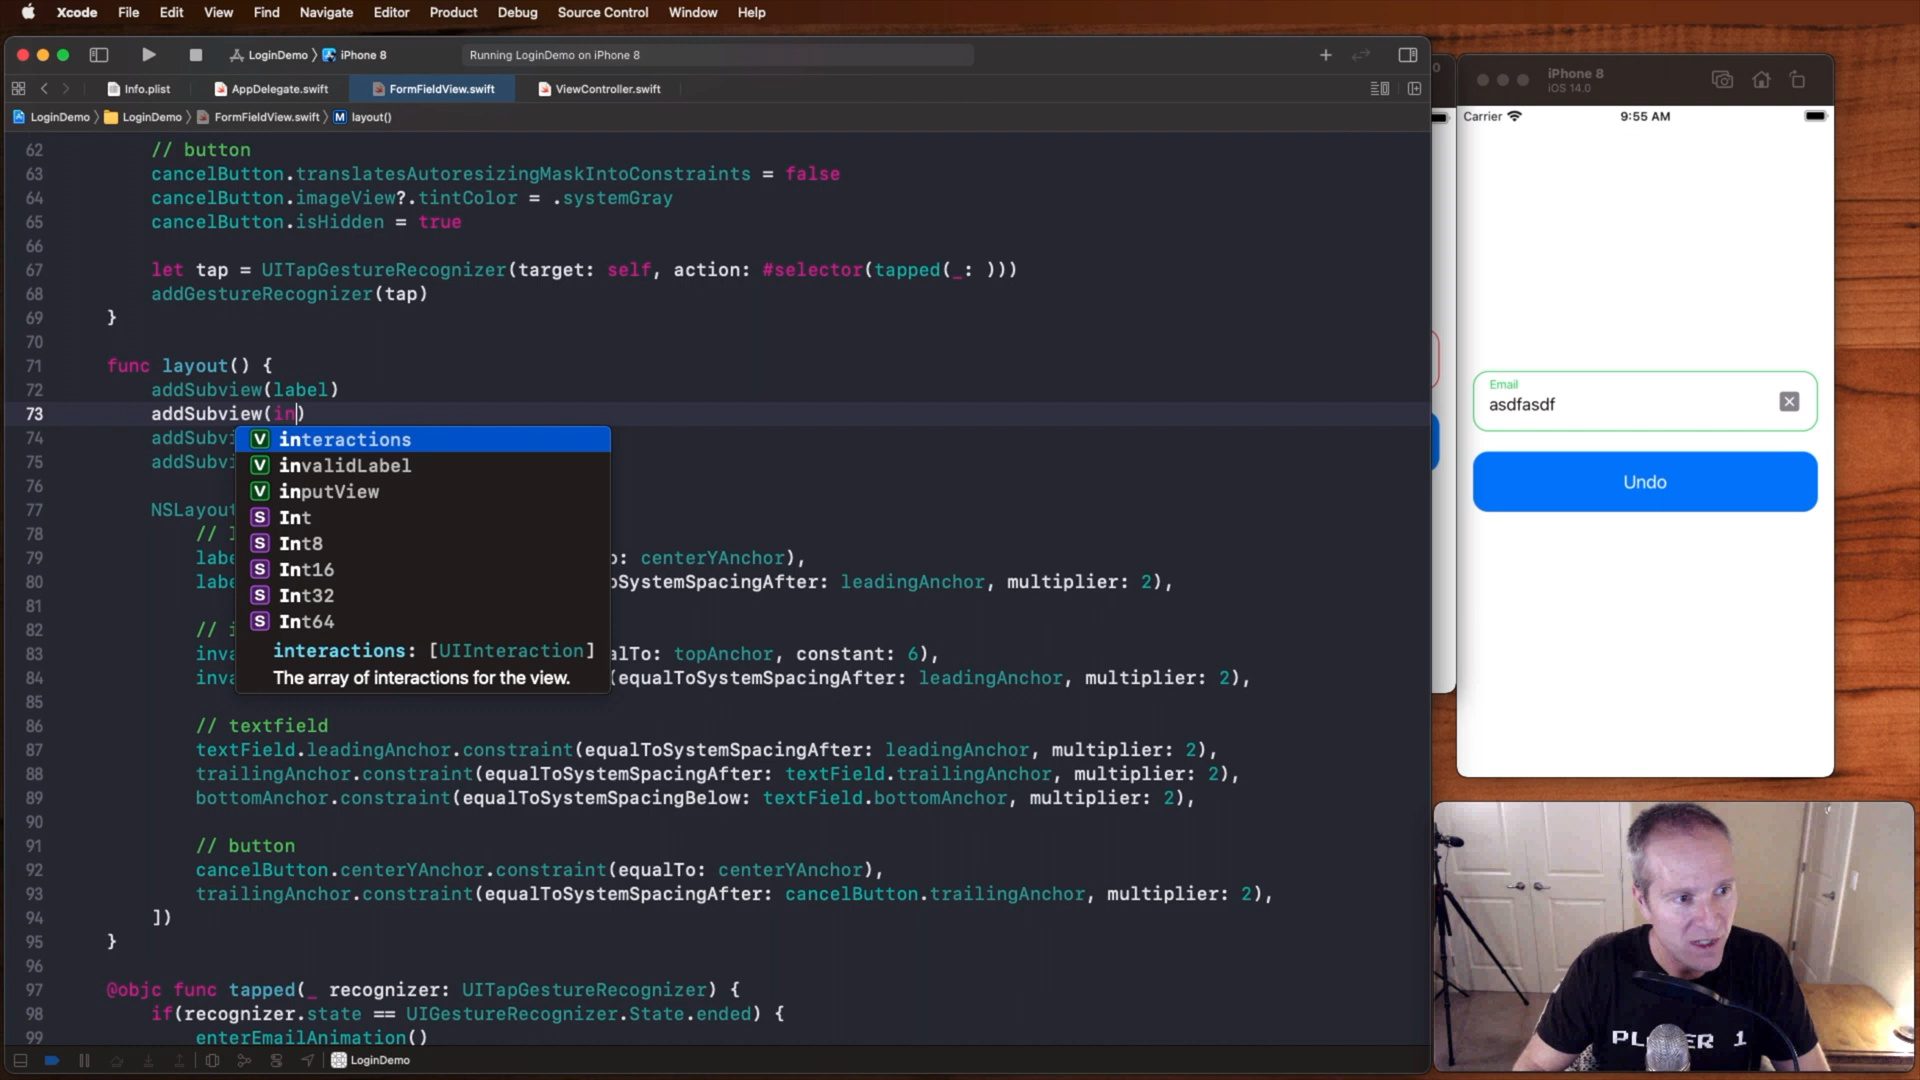 Xcode File Edit View Find Navigate Editor Product Debug Source Control Window Help
LoginDemo 〉 iPhone 8
Running LoginDemo on iPhone 8
Info.plist
AppDelegate.swift
FormFieldView.swift
ViewController.swift
LoginDemo 〉 LoginDemo 〉 FormFieldView.swift 〉 M layout()
62 // button
63 cancelButton.translatesAutoresizingMaskIntoConstraints = false
64 cancelButton.imageView?.tintColor = .systemGray
65 cancelButton.isHidden = true
66
67 let tap = UITapGestureRecognizer(target: self, action: #selector(tapped(_: )))
68 addGestureRecognizer(tap)
69 }
70
71 func layout() {
72 addSubview(label)
73 addSubview(in)
74 addSubvi
75 addSubvi
76
77 NSLayout
78 //
79 labe o: centerYAnchor),
80 labe oSystemSpacingAfter: leadingAnchor, multiplier: 2),
81
82 // i
83 inva alTo: topAnchor, constant: 6),
84 inva (equalToSystemSpacingAfter: leadingAnchor, multiplier: 2),
85
86 // textfield
87 textField.leadingAnchor.constraint(equalToSystemSpacingAfter: leadingAnchor, multiplier: 2),
88 trailingAnchor.constraint(equalToSystemSpacingAfter: textField.trailingAnchor, multiplier: 2),
89 bottomAnchor.constraint(equalToSystemSpacingBelow: textField.bottomAnchor, multiplier: 2),
90
91 // button
92 cancelButton.centerYAnchor.constraint(equalTo: centerYAnchor),
93 trailingAnchor.constraint(equalToSystemSpacingAfter: cancelButton.trailingAnchor, multiplier: 2),
94 ])
95 }
96
97 @objc func tapped(_ recognizer: UITapGestureRecognizer) {
98 if(recognizer.state == UIGestureRecognizer.State.ended) {
99 enterEmailAnimation()
V interactions
V invalidLabel
V inputView
S Int
S Int8
S Int16
S Int32
S Int64
interactions: [UIInteraction]
The array of interactions for the view.
LoginDemo
iPhone 8
iOS 14.0
Carrier 9:55 AM
Email
asdfasdf
Undo
PLAYER 1